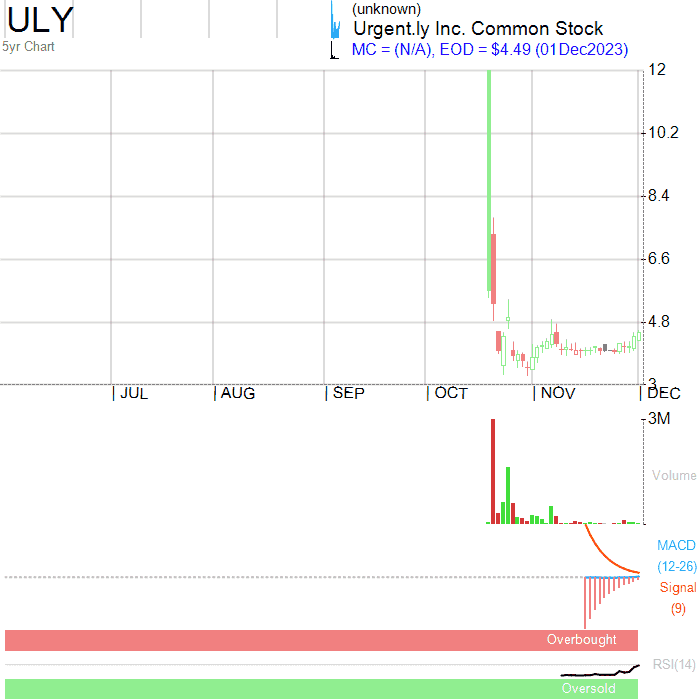 ULY
5yr Chart
(unknown)
Urgent.ly Inc. Common Stock
MC = (N/A), EOD = $4.49 (01Dec2023)
12
10.2
8.4
6.6
4.8
3
JUL AUG SEP OCT NOV DEC
3M
Volume
MACD
(12-26)
Signal
(9)
Overbought
RSI(14)
Oversold